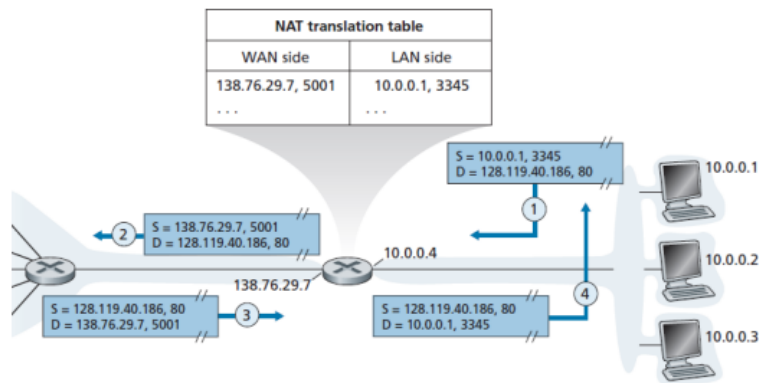 NAT translation table
WAN side
LAN side
138.76.29.7, 5001
10.0.0.1, 3345
. . .
. . .
S = 10.0.0.1, 3345
D = 128.119.40.186, 80
10.0.0.1
1
S = 138.76.29.7, 5001
D = 128.119.40.186, 80
2
10.0.0.4
10.0.0.2
138.76.29.7
4
S = 128.119.40.186, 80
D = 138.76.29.7, 5001
3
S = 128.119.40.186, 80
D = 10.0.0.1, 3345
10.0.0.3